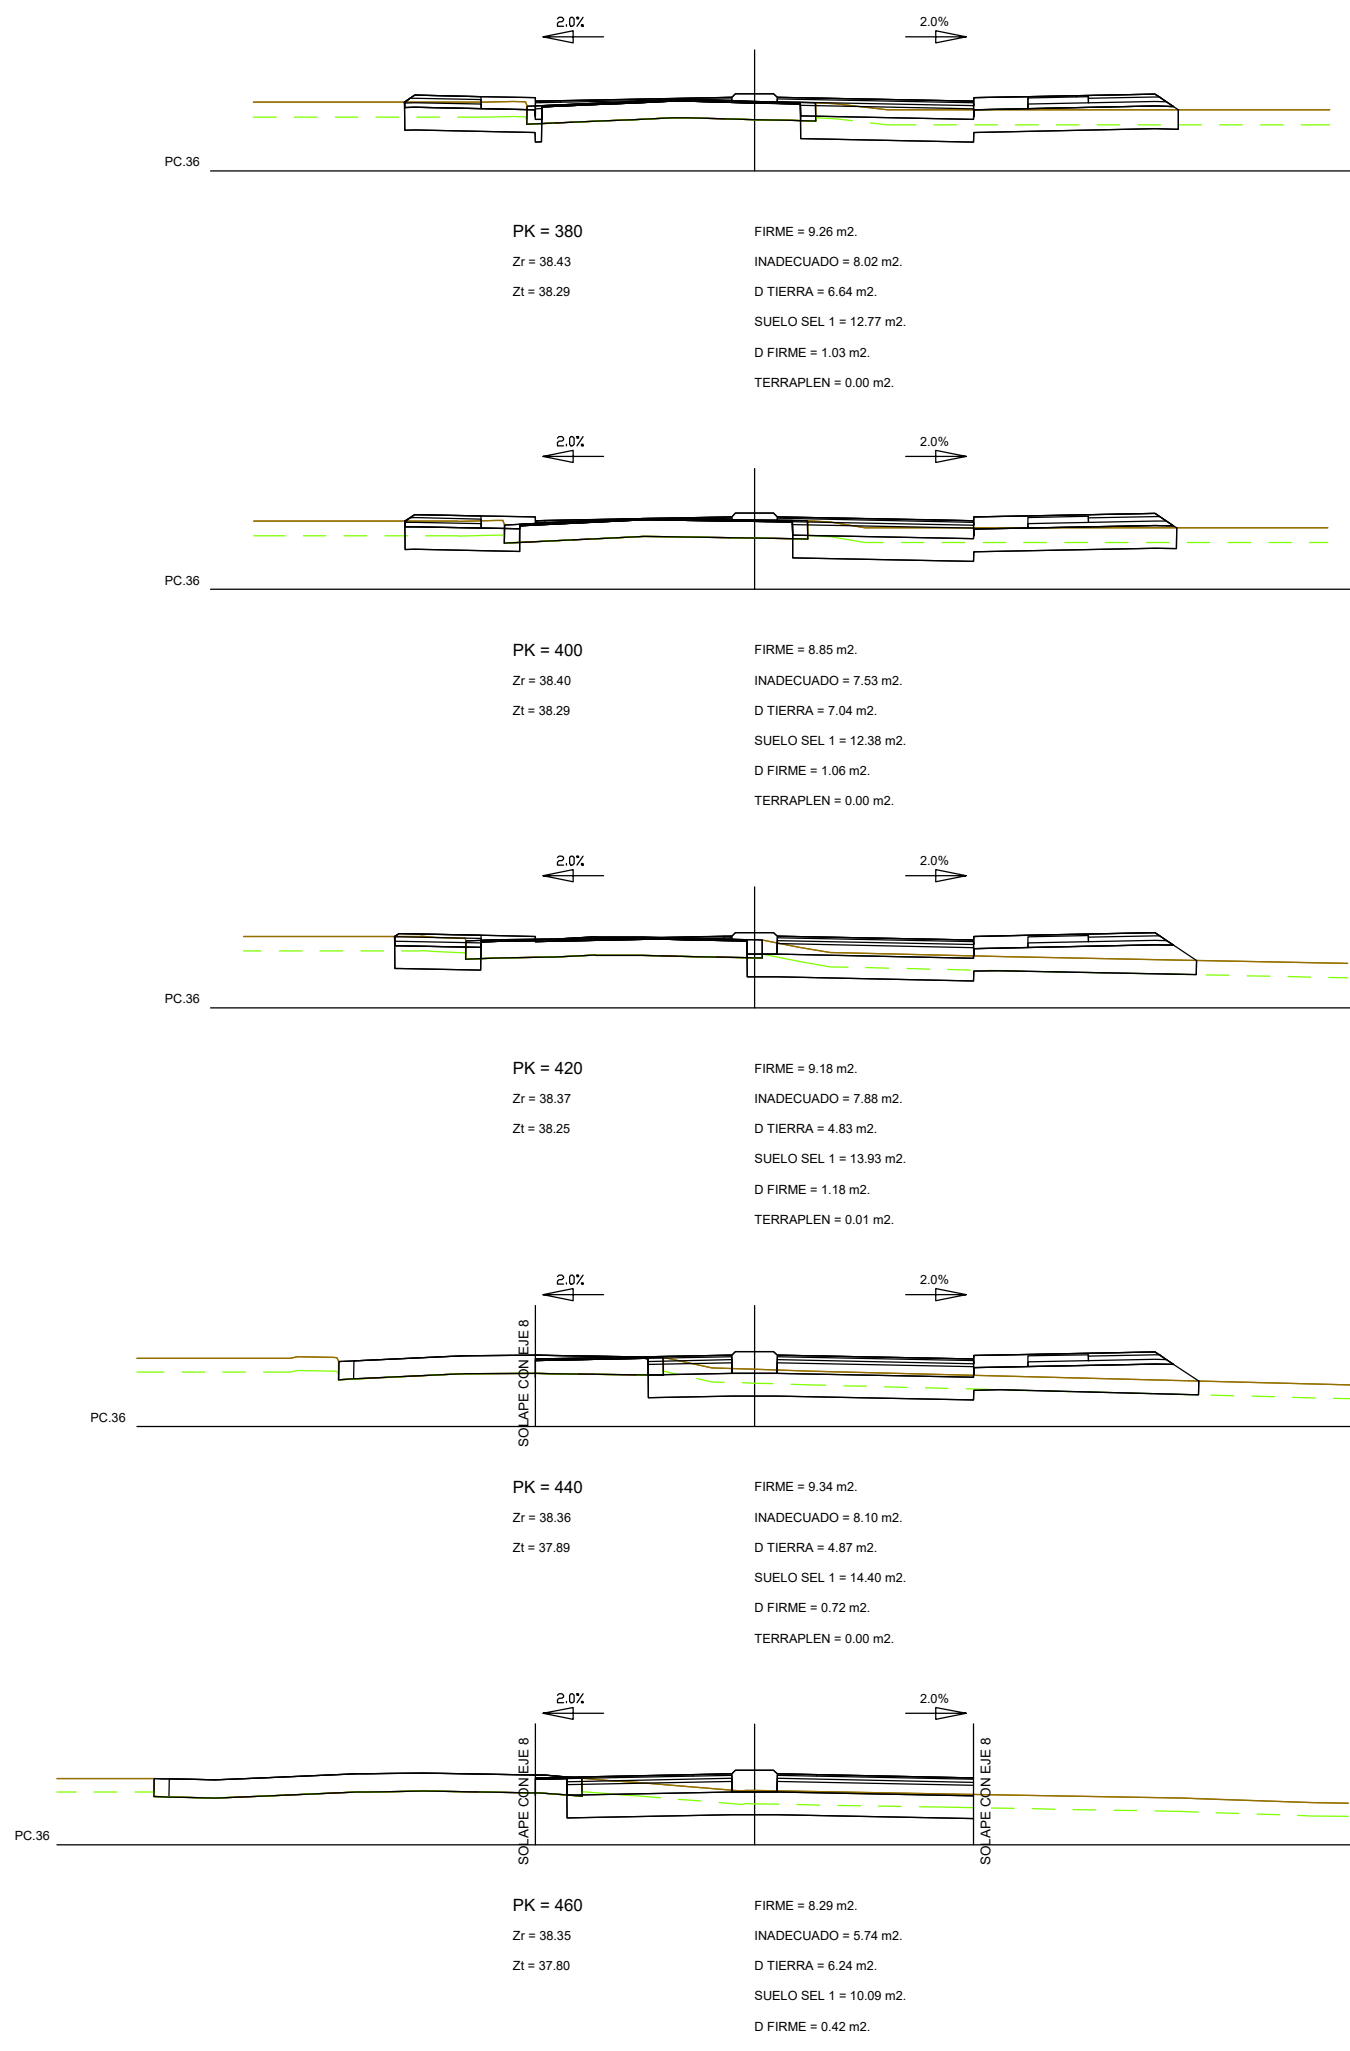 2.0%
2.0%
PC.36
PK = 380
FIRME = 9.26 m2.
Zr = 38.43
INADECUADO = 8.02 m2.
Zt = 38.29
D TIERRA = 6.64 m2.
SUELO SEL 1 = 12.77 m2.
D FIRME = 1.03 m2.
TERRAPLEN = 0.00 m2.
2.0%
2.0%
PC.36
PK = 400
FIRME = 8.85 m2.
Zr = 38.40
INADECUADO = 7.53 m2.
Zt = 38.29
D TIERRA = 7.04 m2.
SUELO SEL 1 = 12.38 m2.
D FIRME = 1.06 m2.
TERRAPLEN = 0.00 m2.
2.0%
2.0%
PC.36
PK = 420
FIRME = 9.18 m2.
Zr = 38.37
INADECUADO = 7.88 m2.
Zt = 38.25
D TIERRA = 4.83 m2.
SUELO SEL 1 = 13.93 m2.
D FIRME = 1.18 m2.
TERRAPLEN = 0.01 m2.
2.0%
2.0%
SOLAPE CON EJE 8
PC.36
PK = 440
FIRME = 9.34 m2.
Zr = 38.36
INADECUADO = 8.10 m2.
Zt = 37.89
D TIERRA = 4.87 m2.
SUELO SEL 1 = 14.40 m2.
D FIRME = 0.72 m2.
TERRAPLEN = 0.00 m2.
2.0%
2.0%
SOLAPE CON EJE 8
SOLAPE CON EJE 8
PC.36
PK = 460
FIRME = 8.29 m2.
Zr = 38.35
INADECUADO = 5.74 m2.
Zt = 37.80
D TIERRA = 6.24 m2.
SUELO SEL 1 = 10.09 m2.
D FIRME = 0.42 m2.